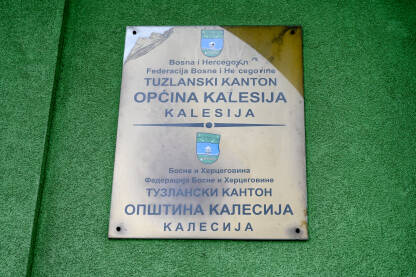 Bosna i Hercegovina
Federacija Bosne i Hercegovine
TUZLANSKI KANTON
OPĆINA KALESIJA
KALESIJA
Босна и Херцеговина
Федерација Босне и Херцеговине
ТУЗЛАНСКИ КАНТОН
ОПШТИНА КАЛЕСИЈА
КАЛЕСИЈА